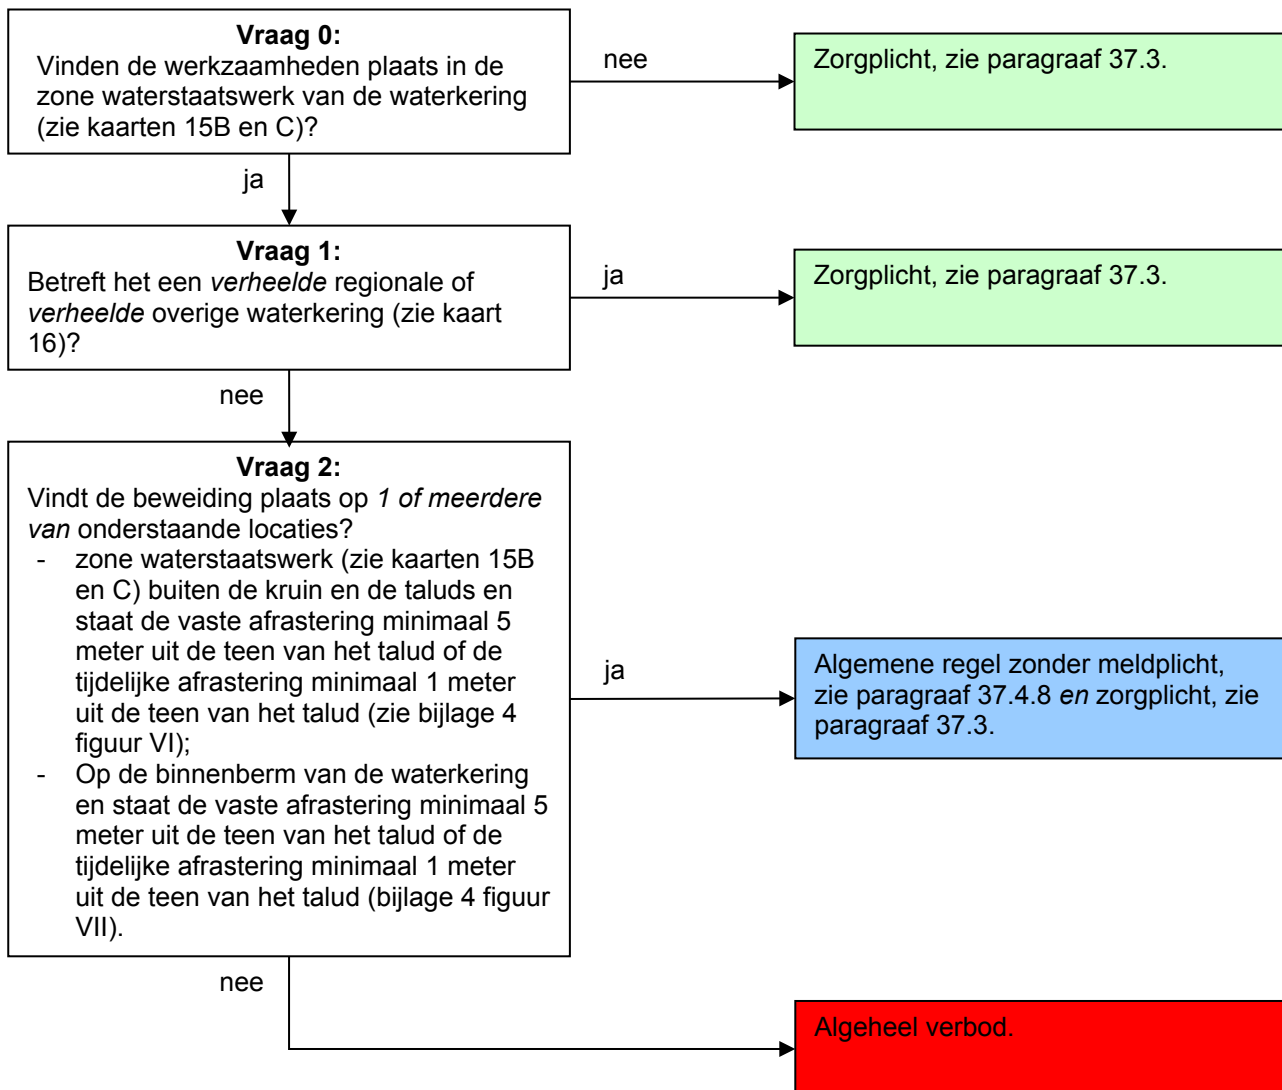 Vraag 0:
Vinden de werkzaamheden plaats in de
zone waterstaatswerk van de waterkering
(zie kaarten 15B en C)?
nee
Zorgplicht, zie paragraaf 37.3.
ja
Vraag 1:
Betreft het een verheelde regionale of
verheelde overige waterkering (zie kaart
16)?
ja
Zorgplicht, zie paragraaf 37.3.
nee
Vraag 2:
Vindt de beweiding plaats op 1 of meerdere
van onderstaande locaties?
- zone waterstaatswerk (zie kaarten 15B
en C) buiten de kruin en de taluds en
staat de vaste afrastering minimaal 5
meter uit de teen van het talud of de
tijdelijke afrastering minimaal 1 meter
uit de teen van het talud (zie bijlage 4
figuur VI);
- Op de binnenberm van de waterkering
en staat de vaste afrastering minimaal 5
meter uit de teen van het talud of de
tijdelijke afrastering minimaal 1 meter
uit de teen van het talud (bijlage 4 figuur
VII).
ja
Algemene regel zonder meldplicht,
zie paragraaf 37.4.8 en zorgplicht, zie
paragraaf 37.3.
nee
Algeheel verbod.